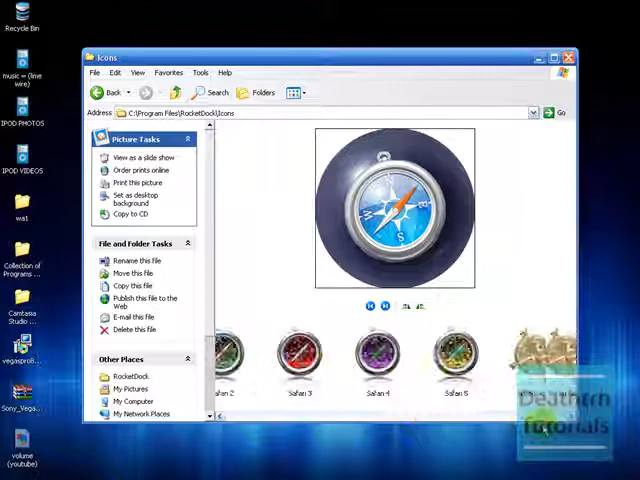 Recycle Bin
music = (lime
wire)
IPOD PHOTOS
IPOD VIDEOS
wa1
Collection of
Programs ...
Camtasia
Studio ...
vegaspro8...
Sony_Vega...
volume
(youtube)
Icons
File Edit View Favorites Tools Help
Back Search Folders
Address C:\Program Files\RocketDock\Icons Go
Picture Tasks
View as a slide show
Order prints online
Print this picture
Set as desktop
background
Copy to CD
File and Folder Tasks
Rename this file
Move this file
Copy this file
Publish this file to the
Web
E-mail this file
Delete this file
Other Places
RocketDock
My Pictures
My Computer
My Network Places
W
S
afari 2 Safari 3 Safari 4 Safari 5
Tutorials